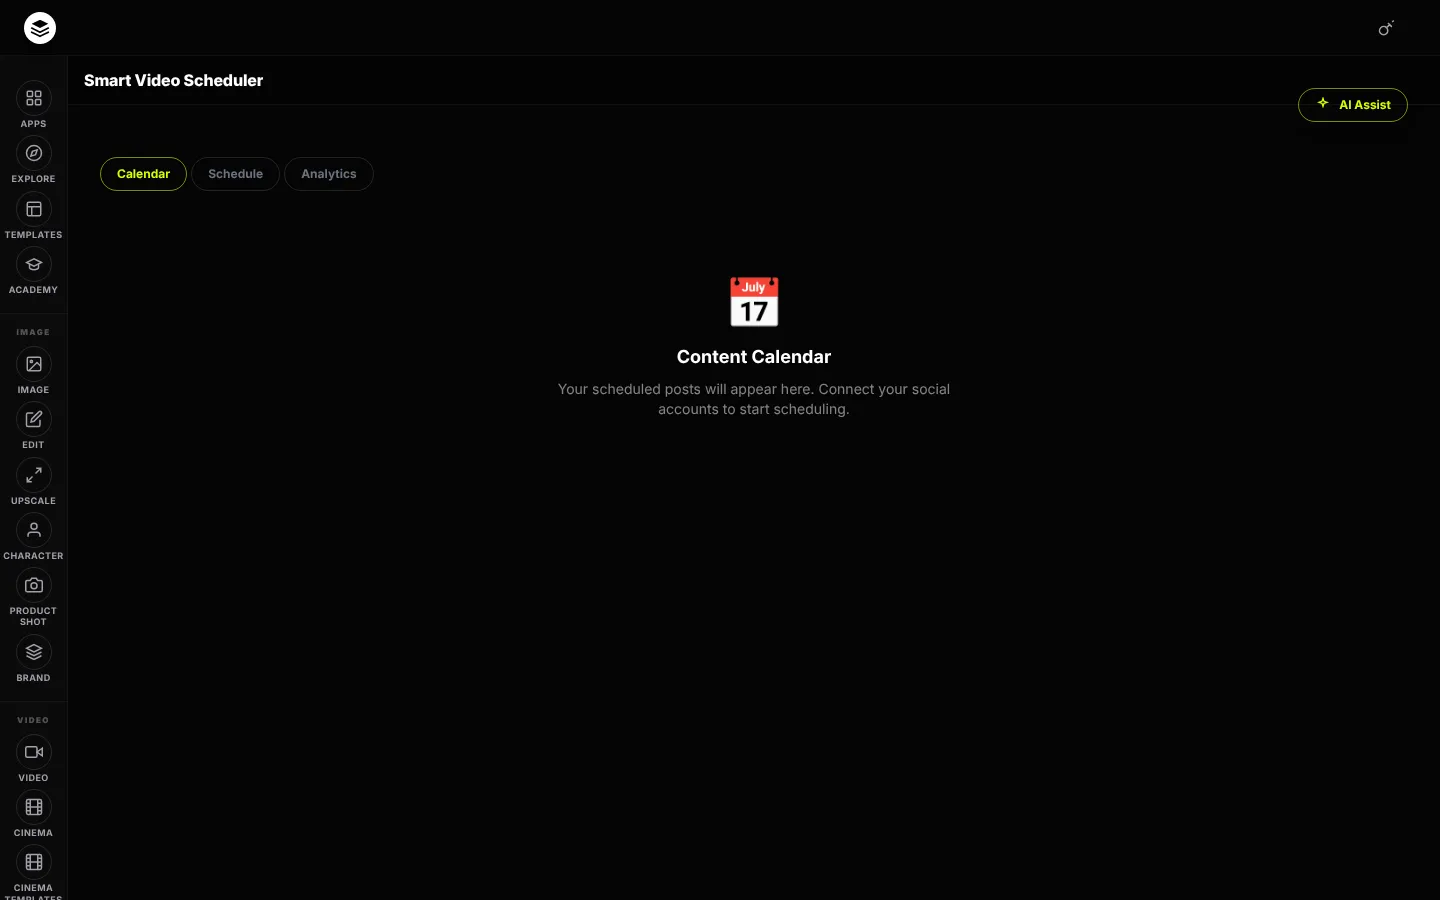 Smart Video Scheduler
AI Assist
APPS
EXPLORE
TEMPLATES
ACADEMY
IMAGE
IMAGE
EDIT
UPSCALE
CHARACTER
PRODUCT
SHOT
BRAND
VIDEO
VIDEO
CINEMA
CINEMA
TEMPLATES
Calendar
Schedule
Analytics
July
17
Content Calendar
Your scheduled posts will appear here. Connect your social
accounts to start scheduling.